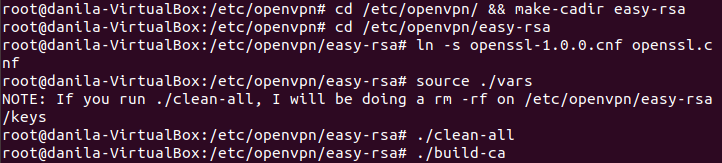 root@danila-VirtualBox:/etc/openvpn# cd /etc/openvpn/ && make-cadir easy-rsa
root@danila-VirtualBox:/etc/openvpn# cd /etc/openvpn/easy-rsa
root@danila-VirtualBox:/etc/openvpn/easy-rsa# ln -s openssl-1.0.0.cnf openssl.c
nf
root@danila-VirtualBox:/etc/openvpn/easy-rsa# source ./vars
NOTE: If you run ./clean-all, I will be doing a rm -rf on /etc/openvpn/easy-rsa
/keys
root@danila-VirtualBox:/etc/openvpn/easy-rsa# ./clean-all
root@danila-VirtualBox:/etc/openvpn/easy-rsa# ./build-ca